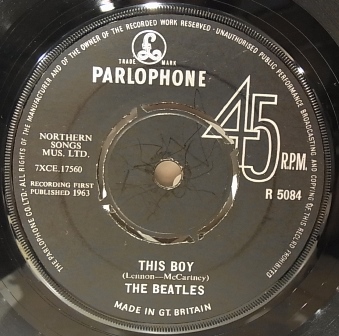 ALL RIGHTS OF THE MANUFACTURER AND OF THE OWNER OF THE RECORDED WORK RESERVED · UNAUTHORISED PUBLIC PERFORMANCE BROADCASTING AND COPYING OF THIS RECORD PROHIBITED
THE PARLOPHONE CO. LTD.
£
TRADE MARK
PARLOPHONE
45
R.P.M.
NORTHERN
SONGS
MUS. LTD.
7XCE.17560
RECORDING FIRST
PUBLISHED 1963
R 5084
THIS BOY
(Lennon—McCartney)
THE BEATLES
MADE IN GT. BRITAIN